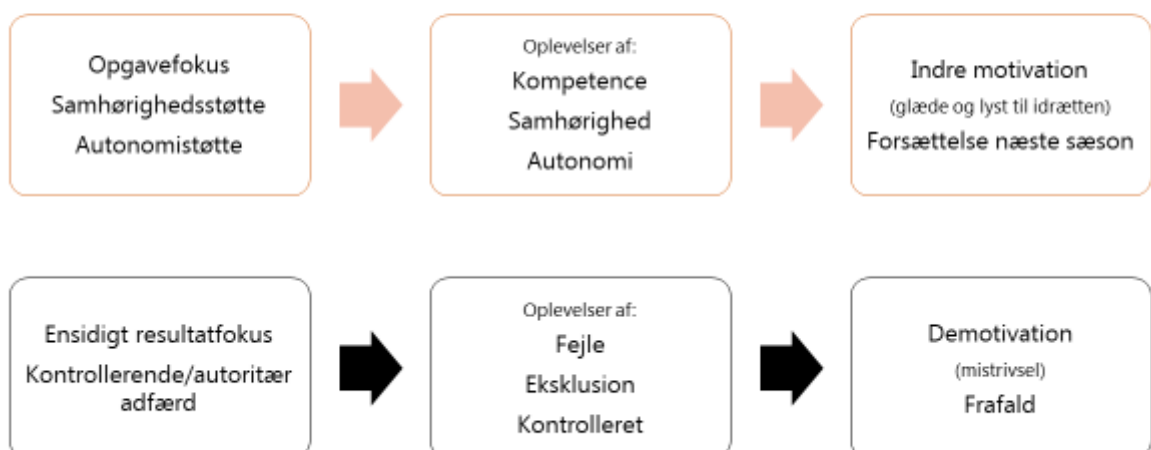 Opgavefokus
Samhørighedsstøtte
Autonomistøtte
Oplevelser af:
Kompetence
Samhørighed
Autonomi
Indre motivation
(glæde og lyst til idrætten)
Forsættelse næste sæson
Ensidigt resultatfokus
Kontrollerende/autoritær
adfærd
Oplevelser af:
Fejle
Eksklusion
Kontrolleret
Demotivation
(mistrivsel)
Frafald